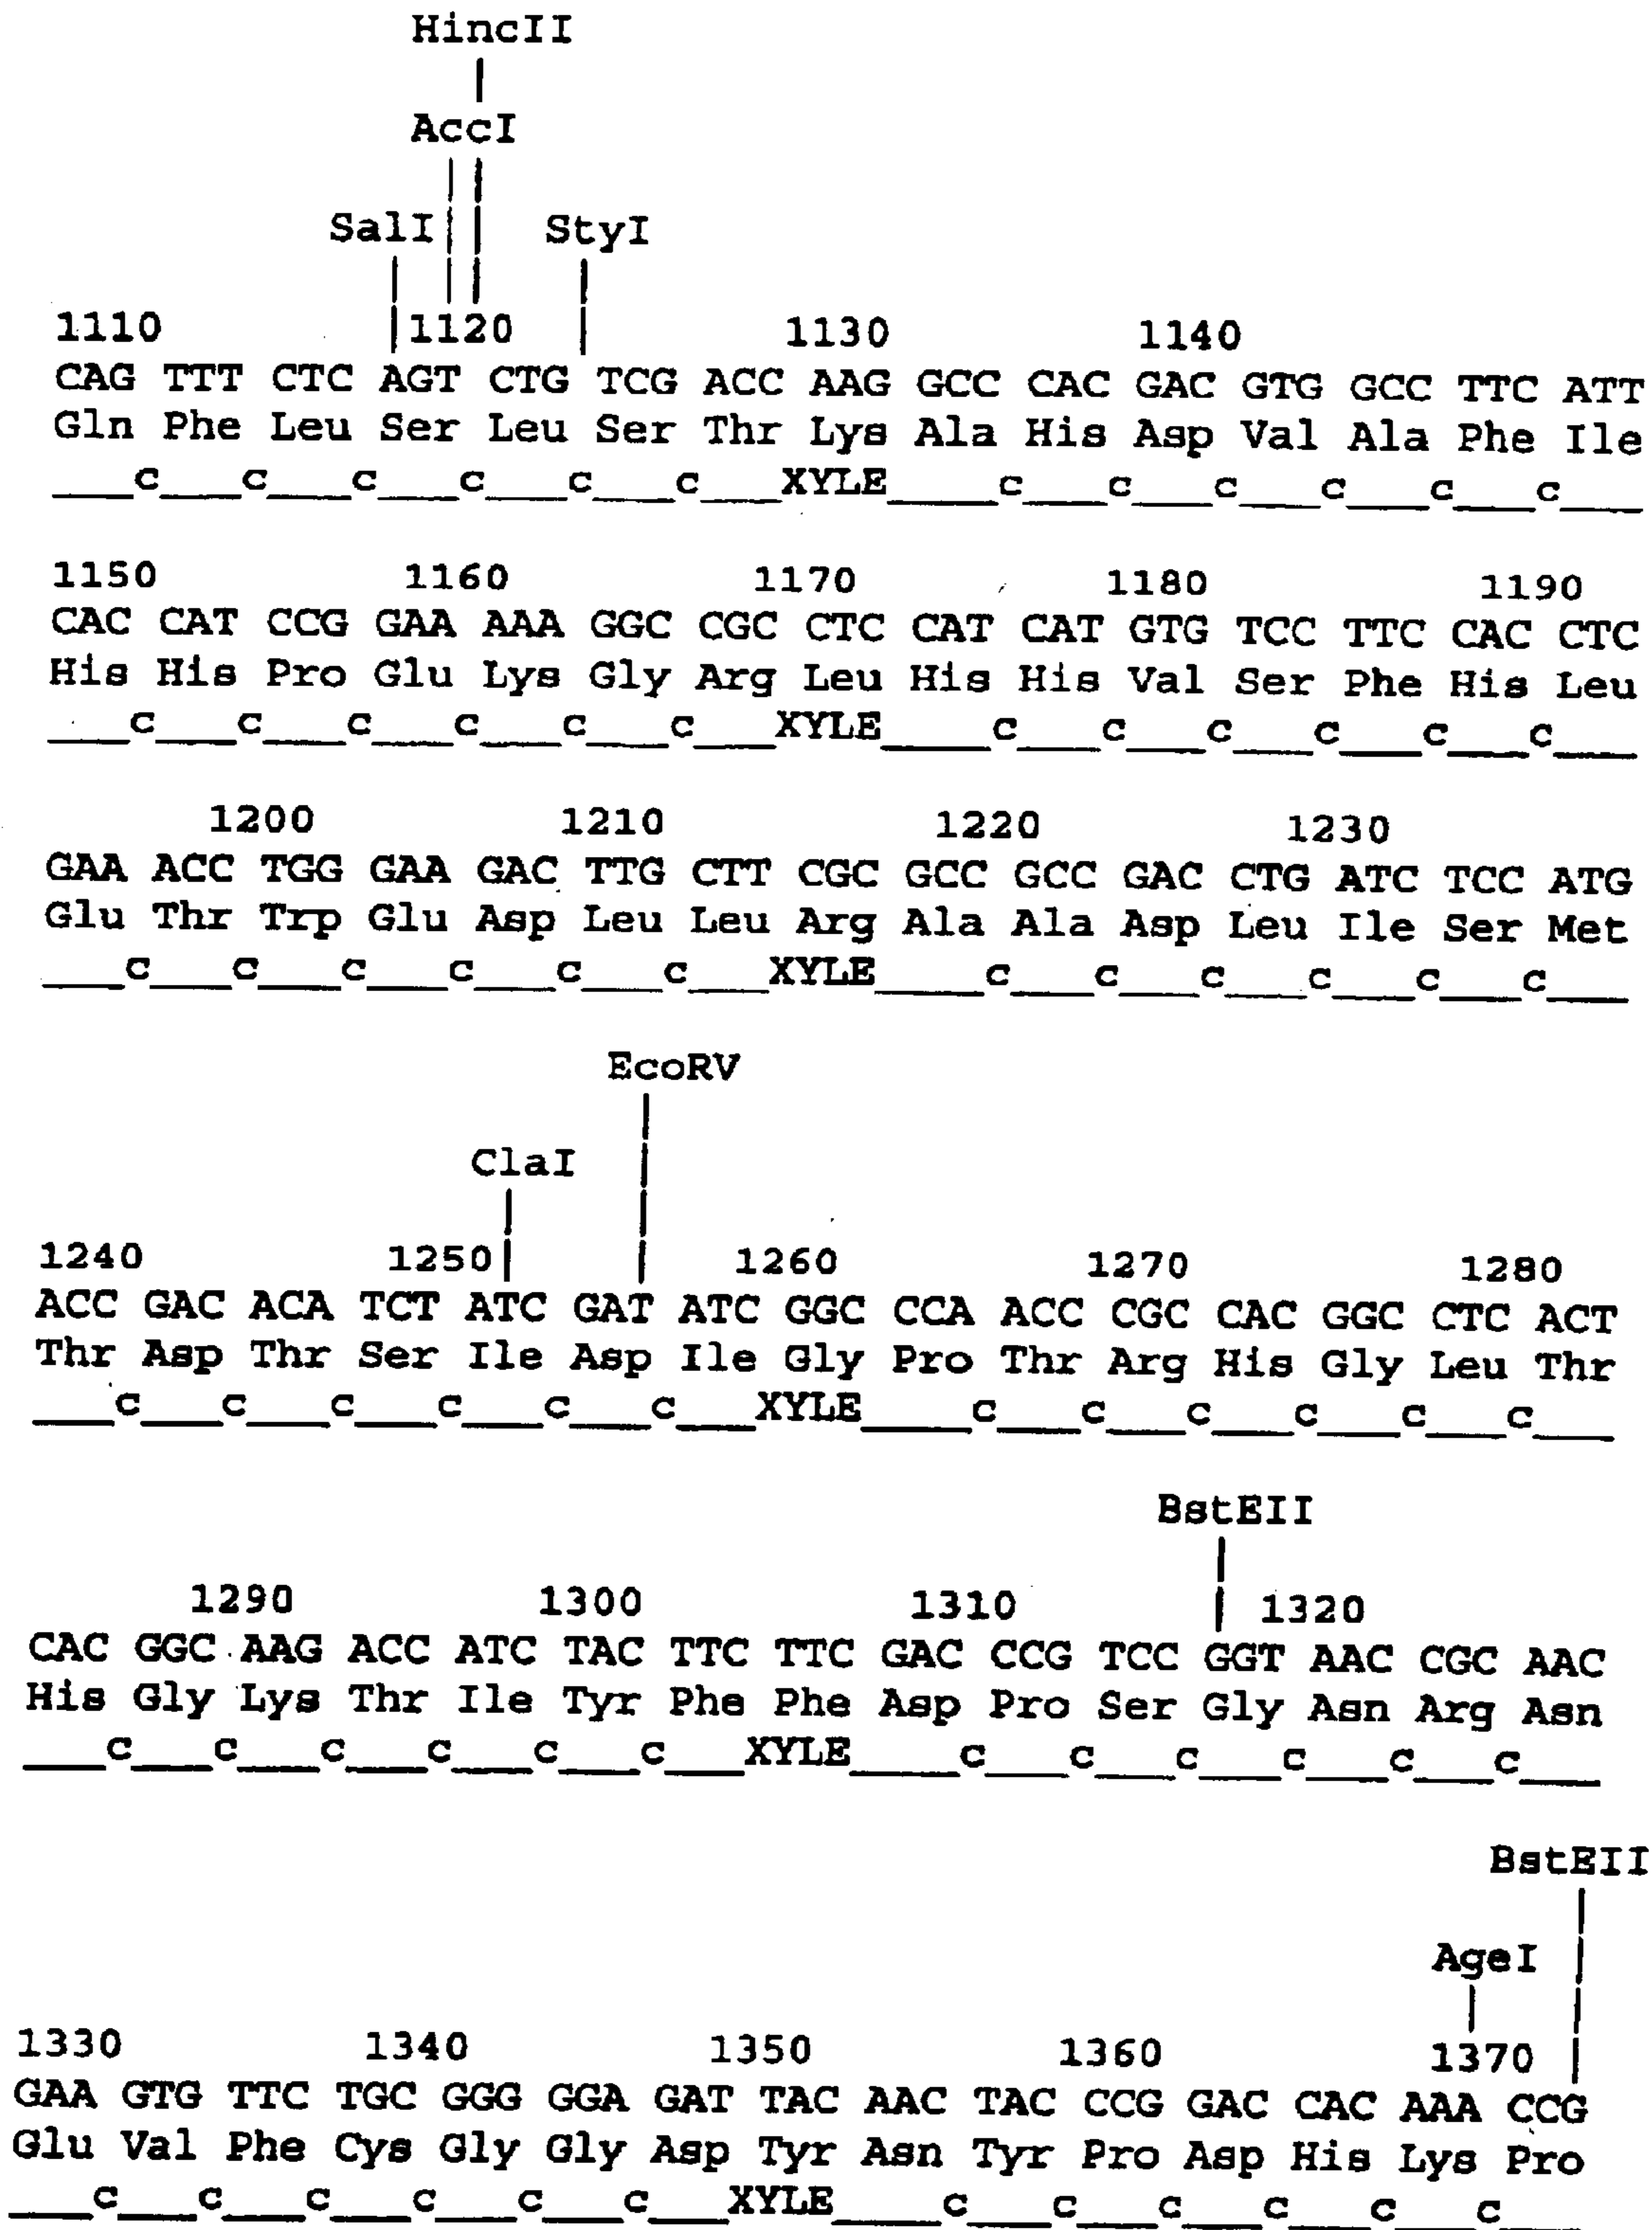 HincII
AccI
SalI StyI
1110 1120 1130 1140
CAG TTT CTC AGT CTG TCG ACC AAG GCC CAC GAC GTG GCC TTC ATT
Gln Phe Leu Ser Leu Ser Thr Lys Ala His Asp Val Ala Phe Ile
___c___c___c___c___c___c___XYLE____c___c___c___c___c___c___
1150 1160 1170 1180 1190
CAC CAT CCG GAA AAA GGC CGC CTC CAT CAT GTG TCC TTC CAC CTC
His His Pro Glu Lys Gly Arg Leu His His Val Ser Phe His Leu
___c___c___c___c___c___c___XYLE____c___c___c___c___c___c___
1200 1210 1220 1230
GAA ACC TGG GAA GAC TTG CTT CGC GCC GCC GAC CTG ATC TCC ATG
Glu Thr Trp Glu Asp Leu Leu Arg Ala Ala Asp Leu Ile Ser Met
___c___c___c___c___c___c___XYLE____c___c___c___c___c___c___
EcoRV
ClaI
1240 1250 1260 1270 1280
ACC GAC ACA TCT ATC GAT ATC GGC CCA ACC CGC CAC GGC CTC ACT
Thr Asp Thr Ser Ile Asp Ile Gly Pro Thr Arg His Gly Leu Thr
___c___c___c___c___c___c___XYLE____c___c___c___c___c___c___
BstEII
1290 1300 1310 1320
CAC GGC AAG ACC ATC TAC TTC TTC GAC CCG TCC GGT AAC CGC AAC
His Gly Lys Thr Ile Tyr Phe Phe Asp Pro Ser Gly Asn Arg Asn
___c___c___c___c___c___c___XYLE____c___c___c___c___c___c___
BstEII
AgeI
1330 1340 1350 1360 1370
GAA GTG TTC TGC GGG GGA GAT TAC AAC TAC CCG GAC CAC AAA CCG
Glu Val Phe Cys Gly Gly Asp Tyr Asn Tyr Pro Asp His Lys Pro
___c___c___c___c___c___c___XYLE____c___c___c___c___c___c___